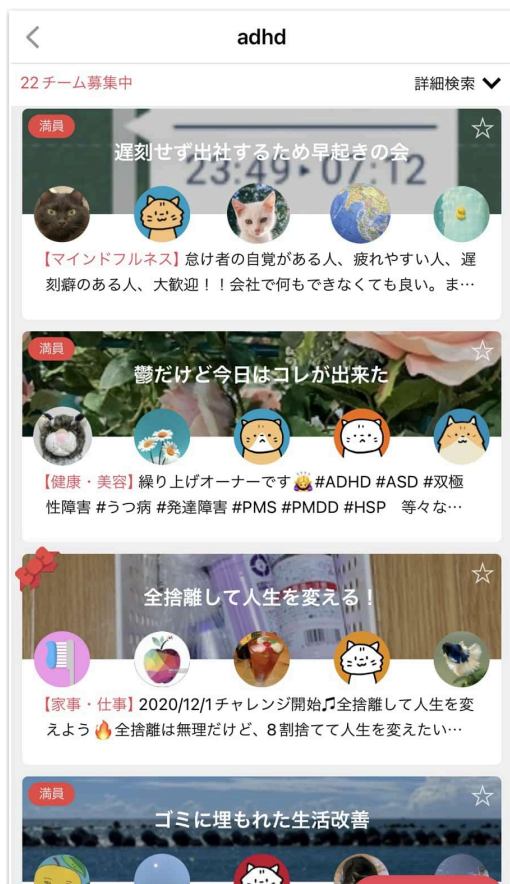 adhd
22チーム募集中
詳細検索
満員
遅刻せず出社するため早起きの会
23:49・07:12
【マインドフルネス】怠け者の自覚がある人、疲れやすい人、遅
刻癖のある人、大歓迎！！会社で何もできなくても良い。ま…
満員
鬱だけど今日はコレが出来た
【健康・美容】繰り上げオーナーです🙇‍♀️#ADHD #ASD #双極
性障害 #うつ病 #発達障害 #PMS #PMDD #HSP 等々な…
全捨離して人生を変える！
【家事・仕事】2020/12/1チャレンジ開始🎵全捨離して人生を変
えよう🔥全捨離は無理だけど、8割捨てて人生を変えたい…
満員
ゴミに埋もれた生活改善